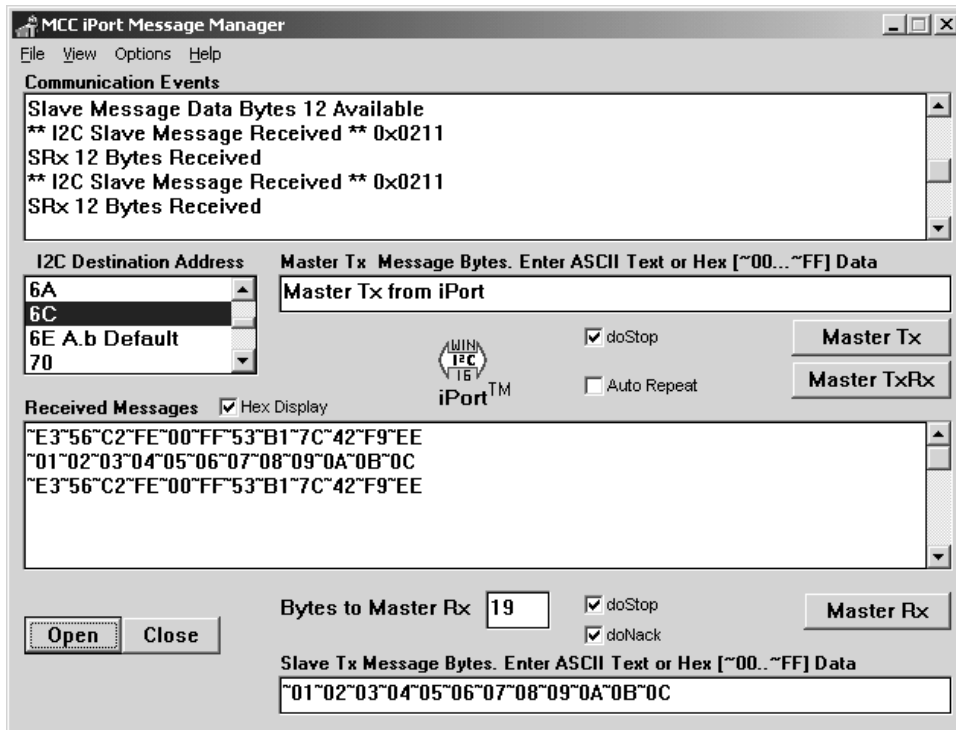 MCC iPort Message Manager
File View Options Help
Communication Events
Slave Message Data Bytes 12 Available
** I2C Slave Message Received ** 0x0211
SRx 12 Bytes Received
** I2C Slave Message Received ** 0x0211
SRx 12 Bytes Received
I2C Destination Address
Master Tx Message Bytes. Enter ASCII Text or Hex [~00...~FF] Data
6A
6C
6E A.b Default
70
Master Tx from iPort
WIN
I²C
16
iPort™
doStop
Master Tx
Auto Repeat
Master TxRx
Received Messages
Hex Display
~E3~56~C2~FE~00~FF~53~B1~7C~42~F9~EE
~01~02~03~04~05~06~07~08~09~0A~0B~0C
~E3~56~C2~FE~00~FF~53~B1~7C~42~F9~EE
Open
Close
Bytes to Master Rx
19
doStop
doNack
Master Rx
Slave Tx Message Bytes. Enter ASCII Text or Hex [~00..~FF] Data
~01~02~03~04~05~06~07~08~09~0A~0B~0C